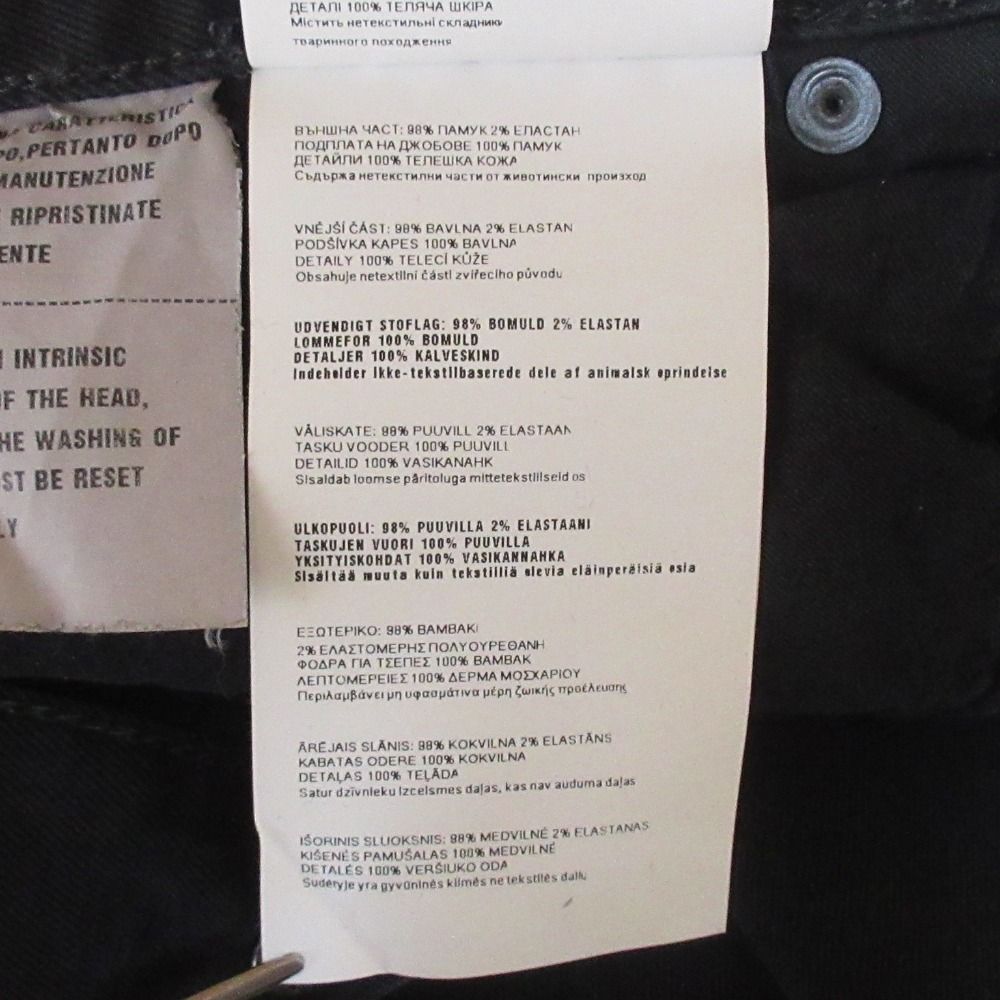 ДЕТАЛІ 100% ТЕЛЯЧА ШКІРА
Містить нетекстильні складники
тваринного походження
ВЪНШНА ЧАСТ: 98% ПАМУК 2% ЕЛАСТАН
ПОДПЛАТА НА ДЖОБОВЕ 100% ПАМУК
ДЕТАЙЛИ 100% ТЕЛЕШКА КОЖА
Съдържа нетекстилни части от животински произход
VNĚJŠÍ ČÁST: 98% BAVLNA 2% ELASTAN
PODŠÍVKA KAPES 100% BAVLNA
DETAILY 100% TELECÍ KŮŽE
Obsahuje netextilní části zvířecího původu
UDVENDIGT STOFLAG: 98% BOMULD 2% ELASTAN
LOMMEFOR 100% BOMULD
DETALJER 100% KALVESKIND
Indeholder ikke-tekstilbaserede dele af animalsk oprindelse
VÄLISKATE: 98% PUUVILL 2% ELASTAAN
TASKU VOODER 100% PUUVILL
DETAILID 100% VASIKANAHK
Sisaldab loomse päritoluga mittetekstiilseid os
ULKOPUOLI: 98% PUUVILLA 2% ELASTAANI
TASKUJEN VUORI 100% PUUVILLA
YKSITYISKOHDAT 100% VASIKANNAHKA
Sisältää muuta kuin tekstiiliä olevia eläinperäisiä osia
ΕΞΩΤΕΡΙΚΟ: 98% ΒΑΜΒΑΚΙ
2% ΕΛΑΣΤΟΜΕΡΗΣ ΠΟΛΥΟΥΡΕΘΑΝΗ
ΦΟΔΡΑ ΓΙΑ ΤΣΕΠΕΣ 100% ΒΑΜΒΑΚ
ΛΕΠΤΟΜΕΡΕΙΕΣ 100% ΔΕΡΜΑ ΜΟΣΧΑΡΙΟΥ
Περιλαμβάνει μη υφασμάτινα μέρη ζωικής προέλευσης
ĀRĒJAIS SLĀNIS: 98% KOKVILNA 2% ELASTĀNS
KABATAS ODERE 100% KOKVILNA
DETAĻAS 100% TEĻĀDA
Satur dzīvnieku izcelsmes daļas, kas nav auduma daļas
IŠORINIS SLUOKSNIS: 98% MEDVILNĖ 2% ELASTANAS
KIŠENĖS PAMUŠALAS 100% MEDVILNĖ
DETALĖS 100% VERŠIUKO ODA
Sudėtyje yra gyvūninės kilmės ne tekstilės dalių
CARATTERISTIC
PO, PERTANTO DOPO
MANUTENZIONE
RIPRISTINATE
ENTE
INTRINSIC
OF THE HEAD,
HE WASHING OF
ST BE RESET
LY